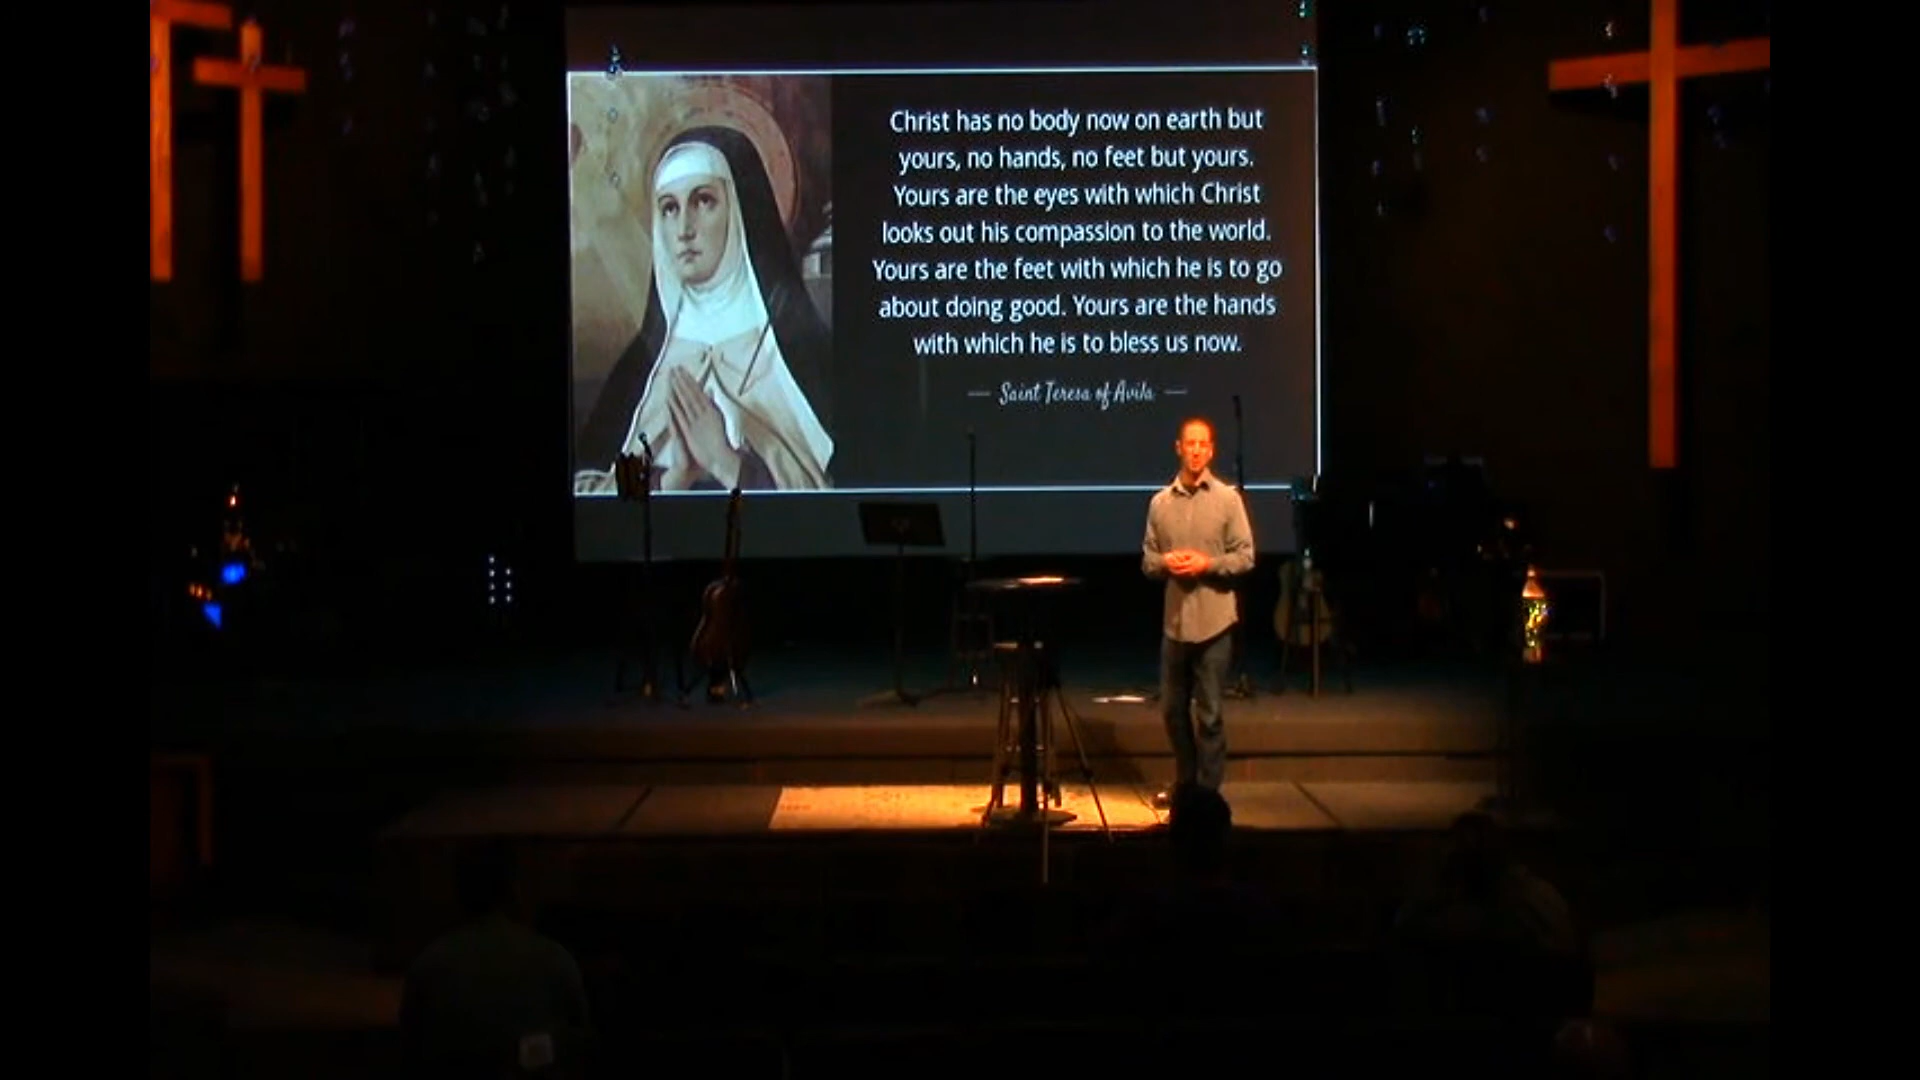 Christ has no body now on earth but
yours, no hands, no feet but yours.
Yours are the eyes with which Christ
looks out his compassion to the world.
Yours are the feet with which he is to go
about doing good. Yours are the hands
with which he is to bless us now.
— Saint Teresa of Avila —